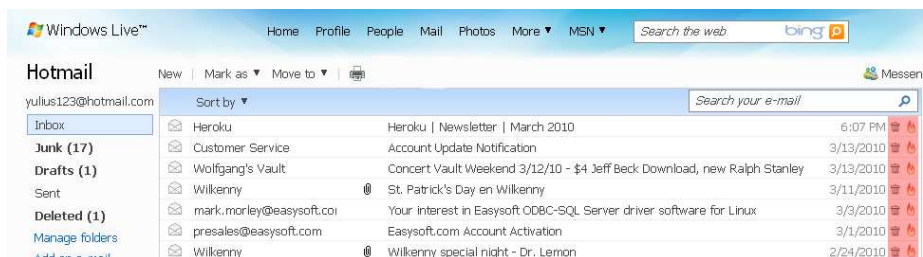 Windows Live™ Home Profile People Mail Photos More MSN Search the web bing
Hotmail New Mark as Move to Messen
yulius123@hotmail.com Sort by Search your e-mail
Inbox Heroku Heroku | Newsletter | March 2010 6:07 PM
Junk (17) Customer Service Account Update Notification 3/13/2010
Drafts (1) Wolfgang's Vault Concert Vault Weekend 3/12/10 - $4 Jeff Beck Download, new Ralph Stanley 3/13/2010
Sent Wilkenny St. Patrick's Day en Wilkenny 3/11/2010
Deleted (1) mark.morley@easysoft.coı Your interest in Easysoft ODBC-SQL Server driver software for Linux 3/3/2010
Manage folders presales@easysoft.com Easysoft.com Account Activation 3/1/2010
Add an e-mail Wilkenny Wilkenny special night - Dr. Lemon 2/24/2010